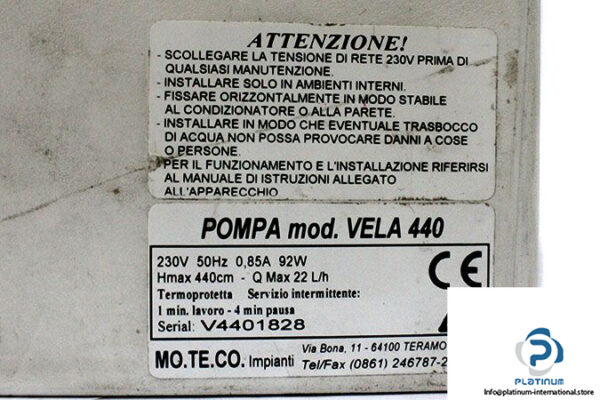 ATTENZIONE!
- SCOLLEGARE LA TENSIONE DI RETE 230V PRIMA DI
QUALSIASI MANUTENZIONE.
- INSTALLARE SOLO IN AMBIENTI INTERNI.
- FISSARE ORIZZONTALMENTE IN MODO STABILE
AL CONDIZIONATORE O ALLA PARETE.
- INSTALLARE IN MODO CHE EVENTUALE TRASBOCCO
DI ACQUA NON POSSA PROVOCARE DANNI A COSE
O PERSONE.
PER IL FUNZIONAMENTO E L'INSTALLAZIONE RIFERIRSI
AL MANUALE DI ISTRUZIONI ALLEGATO
ALL'APPARECCHIO
POMPA mod. VELA 440
230V 50Hz 0,85A 92W
Hmax 440cm - Q Max 22 L/h
Termoprotetta Servizio intermittente:
1 min. lavoro - 4 min pausa
Serial: V4401828
CE
MO.TE.CO. Impianti
Via Bona, 11 - 64100 TERAMO
Tel/Fax (0861) 246787-2
PLATINUM
Info@platinum-international.store